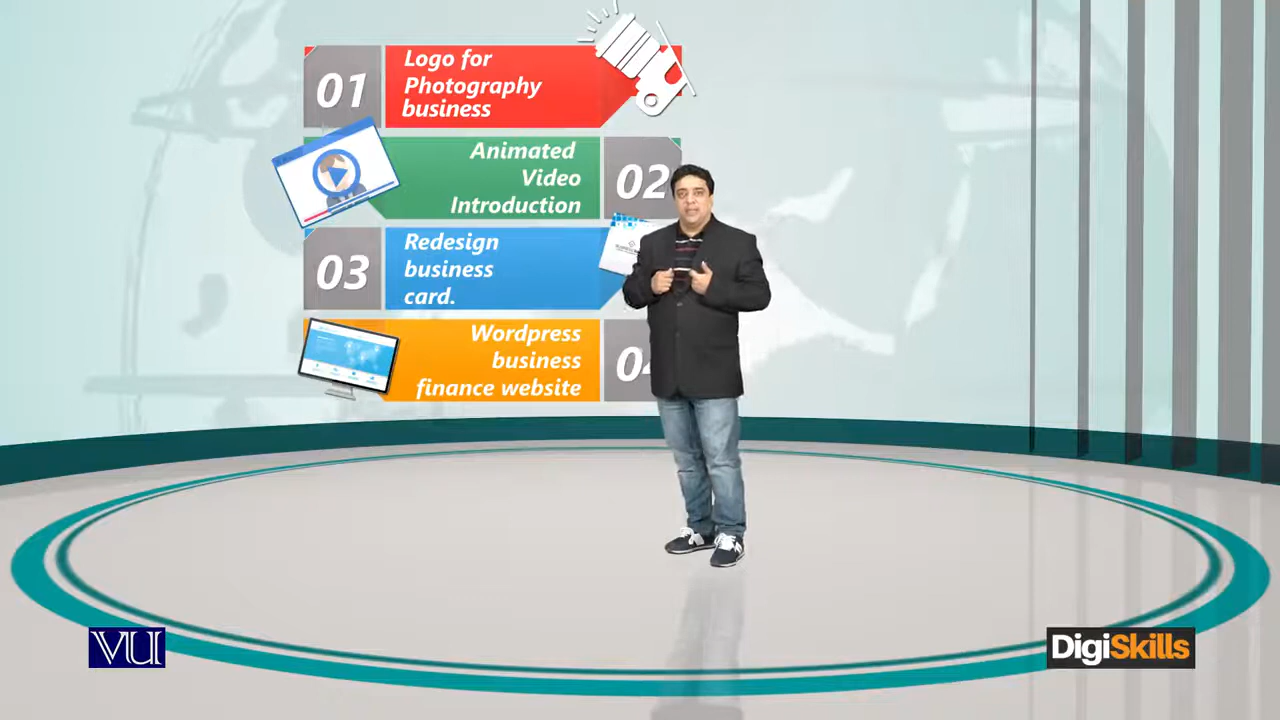 01
Logo for
Photography
business
Animated
Video
Introduction
02
03
Redesign
business
card.
Wordpress
business
finance website
VU
DigiSkills